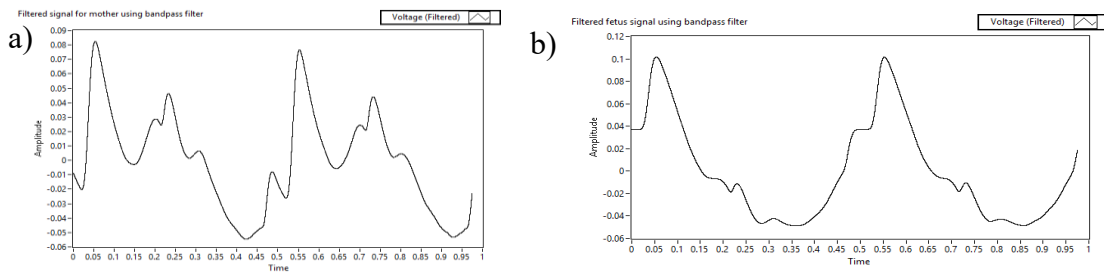 a)
Filtered signal for mother using bandpass filter
Voltage (Filtered)
Amplitude
0.09
0.08
0.07
0.06
0.05
0.04
0.03
0.02
0.01
0
-0.01
-0.02
-0.03
-0.04
-0.05
-0.06
0 0.05 0.1 0.15 0.2 0.25 0.3 0.35 0.4 0.45 0.5 0.55 0.6 0.65 0.7 0.75 0.8 0.85 0.9 0.95 1
Time
b)
Filtered fetus signal using bandpass filter
Voltage (Filtered)
Amplitude
0.12
0.1
0.08
0.06
0.04
0.02
0
-0.02
-0.04
-0.06
0 0.05 0.1 0.15 0.2 0.25 0.3 0.35 0.4 0.45 0.5 0.55 0.6 0.65 0.7 0.75 0.8 0.85 0.9 0.95 1
Time